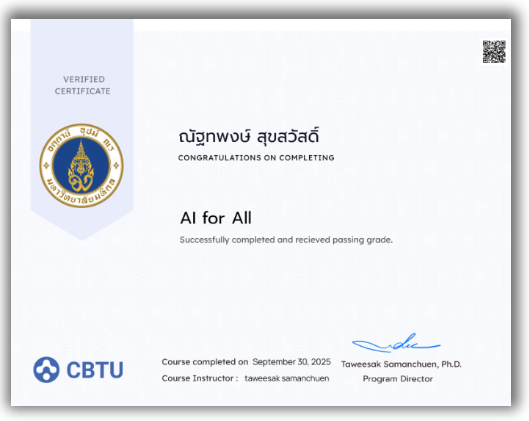 VERIFIED
CERTIFICATE
อตฺตานํ อุปมํ กเร
มหาวิทยาลัยมหิดล
ณัฐทพงษ์ สุขสวัสดิ์
CONGRATULATIONS ON COMPLETING
AI for All
Successfully completed and recieved passing grade.
CBTU
Course completed on September 30, 2025
Course Instructor : taweesak samanchuen
Taweesak Samanchuen, Ph.D.
Program Director